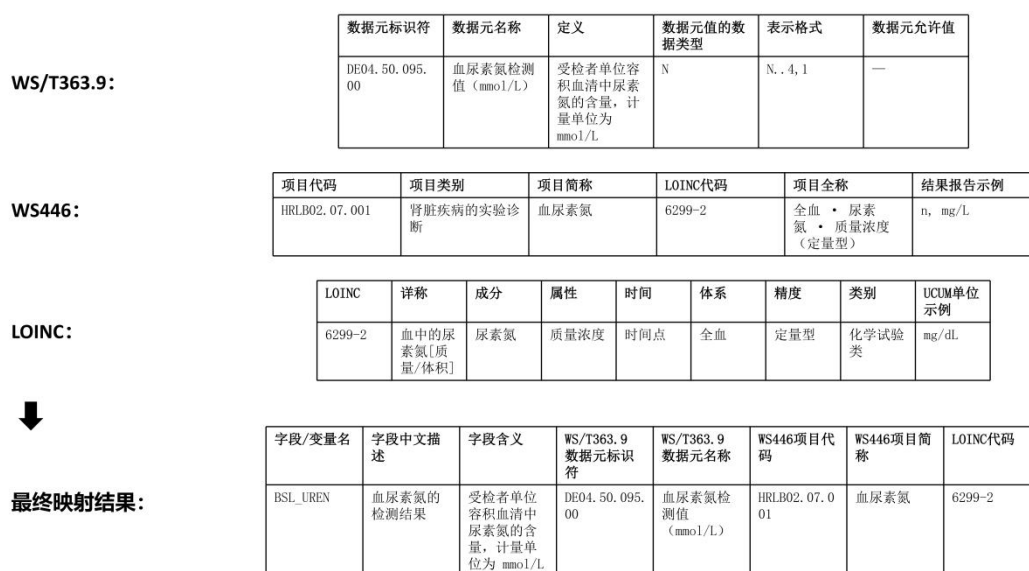 数据元标识符 数据元名称 定义 数据元值的数 表示格式 数据元允许值
据类型
WS/T363.9：
DE04.50.095. 血尿素氮检测 受检者单位容 N N..4,1 —
00 值（mmol/L） 积血清中尿素
氮的含量，计
量单位为
mmol/L
项目代码 项目类别 项目简称 LOINC代码 项目全称 结果报告示例
WS446：
HRLB02.07.001 肾脏疾病的实验诊 血尿素氮 6299-2 全血 • 尿素 n, mg/L
断 氮 • 质量浓度
（定量型）
LOINC 详称 成分 属性 时间 体系 精度 类别 UCUM单位
示例
LOINC：
6299-2 血中的尿 尿素氮 质量浓度 时间点 全血 定量型 化学试验 mg/dL
素氮[质 类
量/体积]
字段/变量名 字段中文描 字段含义 WS/T363.9 WS/T363.9 WS446项目代 WS446项目简 LOINC代码
述 数据元标识 数据元名称 码 称
符
最终映射结果：
BSL_UREN 血尿素氮的 受检者单位 DE04.50.095. 血尿素氮检 HRLB02.07.0 血尿素氮 6299-2
检测结果 容积血清中 00 测值 01
尿素氮的含 （mmol/L）
量，计量单
位为 mmol/L